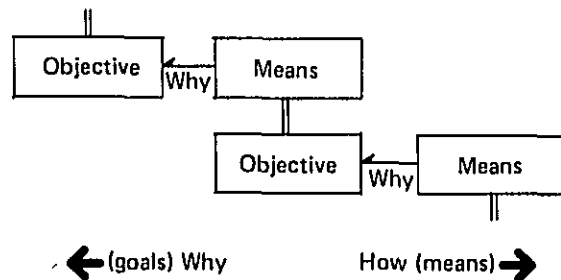 Objective
Means
Why
Objective
Means
Why
(goals) Why
How (means)